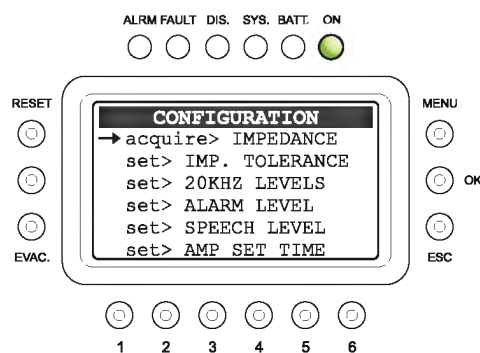 ALRM FAULT DIS. SYS. BATT. ON
RESET
MENU
CONFIGURATION
acquire> IMPEDANCE
set> IMP. TOLERANCE
set> 20KHZ LEVELS
OK
set> ALARM LEVEL
set> SPEECH LEVEL
set> AMP SET TIME
EVAC.
ESC
1 2 3 4 5 6